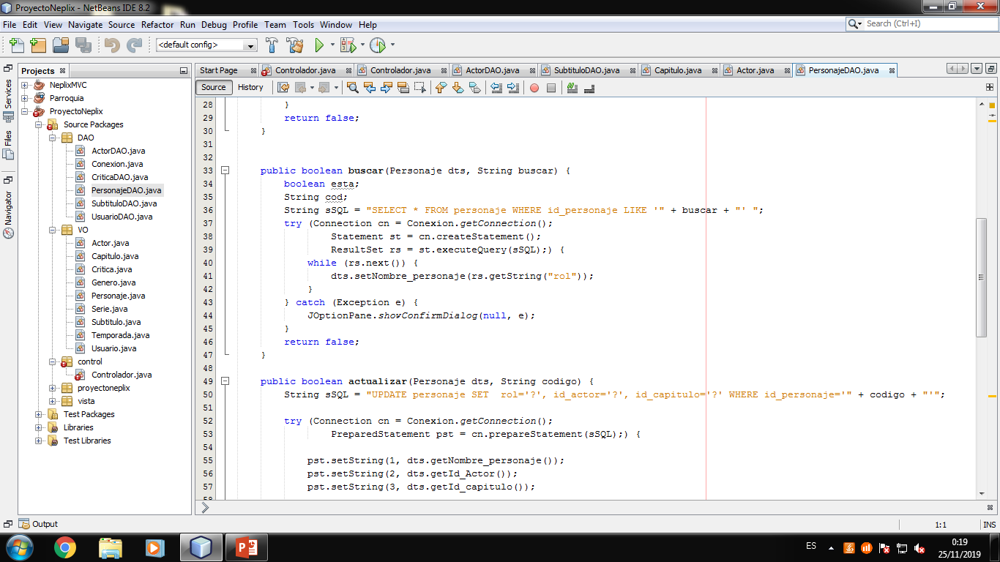 ProyectoNeplix - NetBeans IDE 8.2
File Edit View Navigate Source Refactor Run Debug Profile Team Tools Window Help
Search (Ctrl+I)
<default config>
Services
Files
Navigator
Projects
NeplixMVC
Parroquia
ProyectoNeplix
Source Packages
DAO
ActorDAO.java
Conexion.java
CriticaDAO.java
PersonajeDAO.java
SubtituloDAO.java
UsuarioDAO.java
VO
Actor.java
Capitulo.java
Critica.java
Genero.java
Personaje.java
Serie.java
Subtitulo.java
Temporada.java
Usuario.java
control
Controlador.java
proyectoneplix
vista
Test Packages
Libraries
Test Libraries
Start Page Controlador.java Controlador.java ActorDAO.java SubtituloDAO.java Capitulo.java Actor.java PersonajeDAO.java
Source History
28 }
29 return false;
30 }
31
32
33 public boolean buscar(Personaje dts, String buscar) {
34 boolean esta;
35 String cod;
36 String sSQL = "SELECT * FROM personaje WHERE id_personaje LIKE '" + buscar + "' ";
37 try (Connection cn = Conexion.getConnection();
38 Statement st = cn.createStatement();
39 ResultSet rs = st.executeQuery(sSQL);) {
40 while (rs.next()) {
41 dts.setNombre_personaje(rs.getString("rol"));
42 }
43 } catch (Exception e) {
44 JOptionPane.showConfirmDialog(null, e);
45 }
46 return false;
47 }
48
49 public boolean actualizar(Personaje dts, String codigo) {
50 String sSQL = "UPDATE personaje SET  rol='?', id_actor='?', id_capitulo='?' WHERE id_personaje='" + codigo + "'";
51
52 try (Connection cn = Conexion.getConnection();
53 PreparedStatement pst = cn.prepareStatement(sSQL);) {
54
55 pst.setString(1, dts.getNombre_personaje());
56 pst.setString(2, dts.getId_Actor());
57 pst.setString(3, dts.getId_capitulo());
58
Output
1:1 INS
ES
0:19
25/11/2019